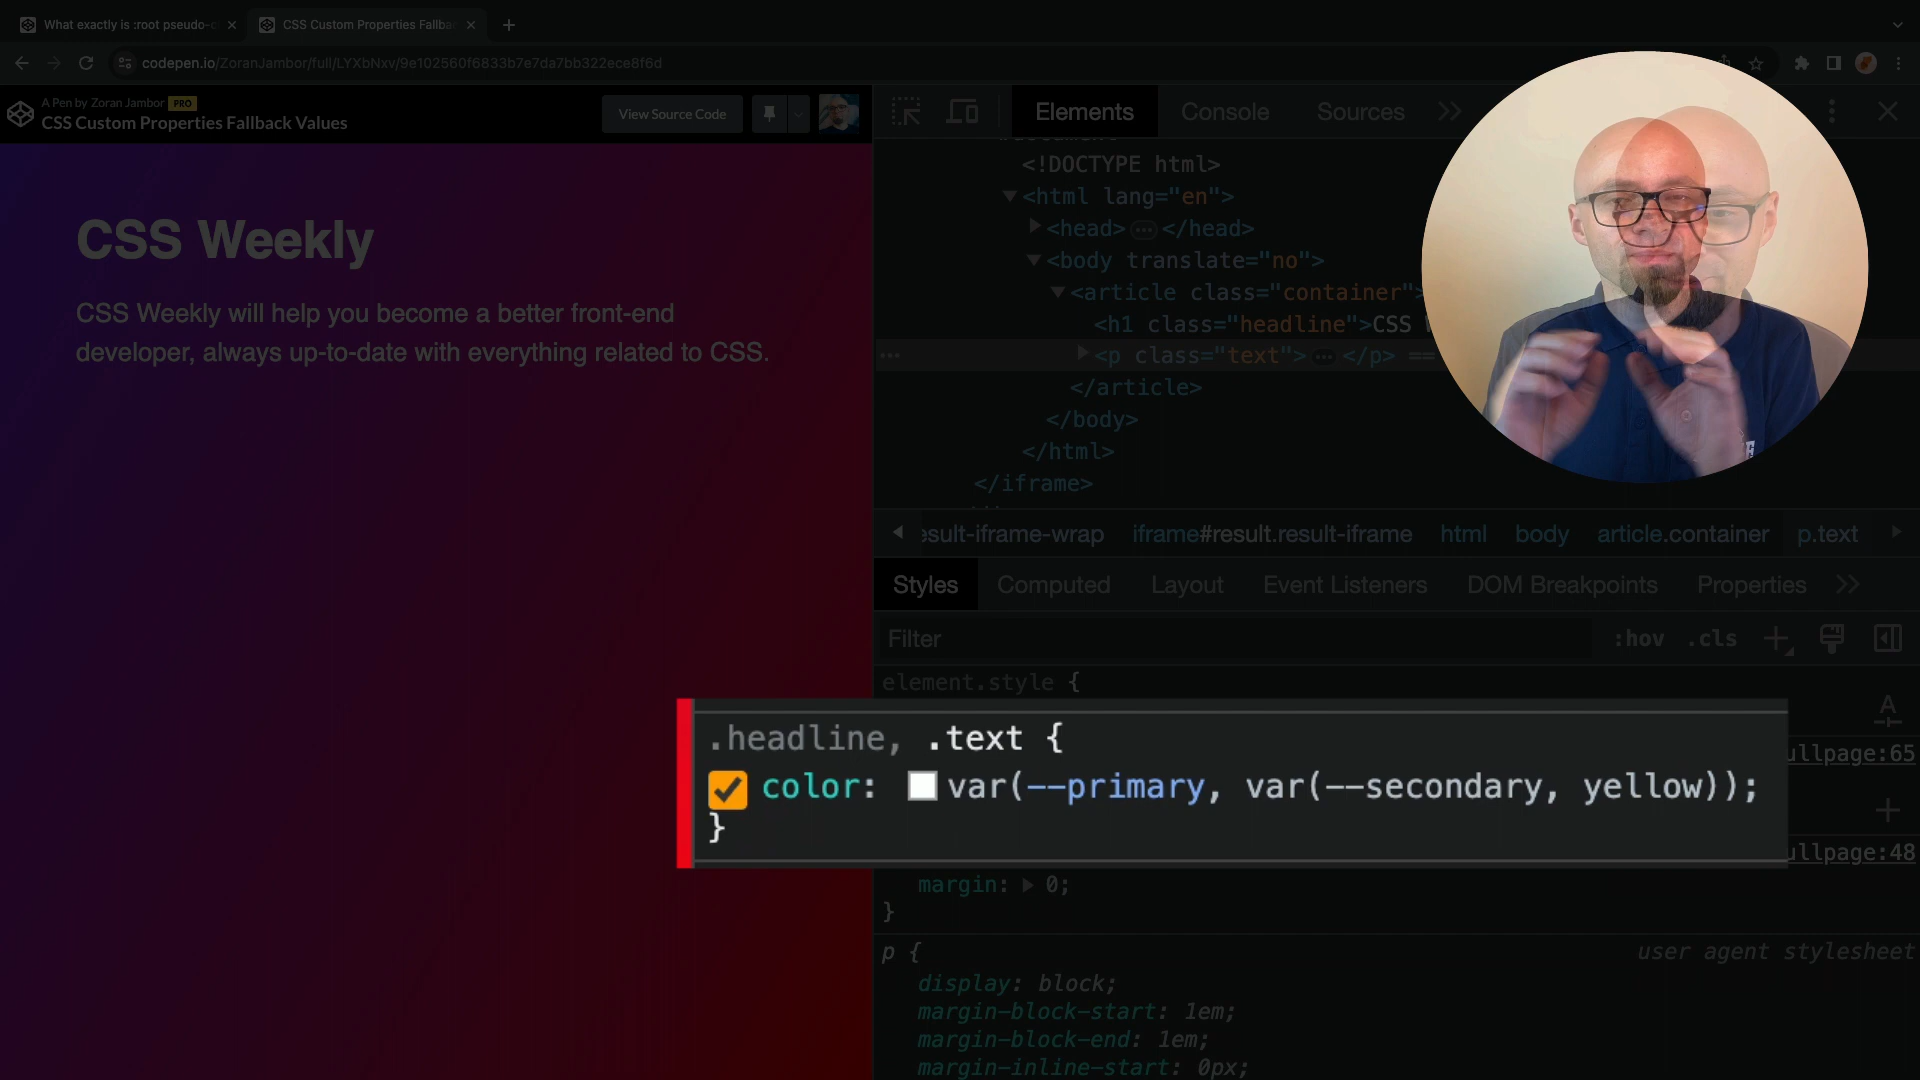 What exactly is :root pseudo-c
CSS Custom Properties Fallba
codepen.io/ZoranJambor/full/LYXbNxv/9e102560f6833b7e7da7bb322ece8f6d
A Pen by Zoran Jambor PRO
CSS Custom Properties Fallback Values
View Source Code
CSS Weekly
CSS Weekly will help you become a better front-end
developer, always up-to-date with everything related to CSS.
Elements Console Sources
<!DOCTYPE html>
<html lang="en">
<head> ··· </head>
<body translate="no">
<article class="container">
<h1 class="headline">CSS
<p class="text"> ··· </p> ==
</article>
</body>
</html>
</iframe>
esult-iframe-wrap iframe#result.result-iframe html body article.container p.text
Styles Computed Layout Event Listeners DOM Breakpoints Properties
Filter :hov .cls
element.style {
.headline, .text {
color: var(--primary, var(--secondary, yellow));
}
ullpage:65
ullpage:48
margin: 0;
}
p { user agent stylesheet
display: block;
margin-block-start: 1em;
margin-block-end: 1em;
margin-inline-start: 0px;